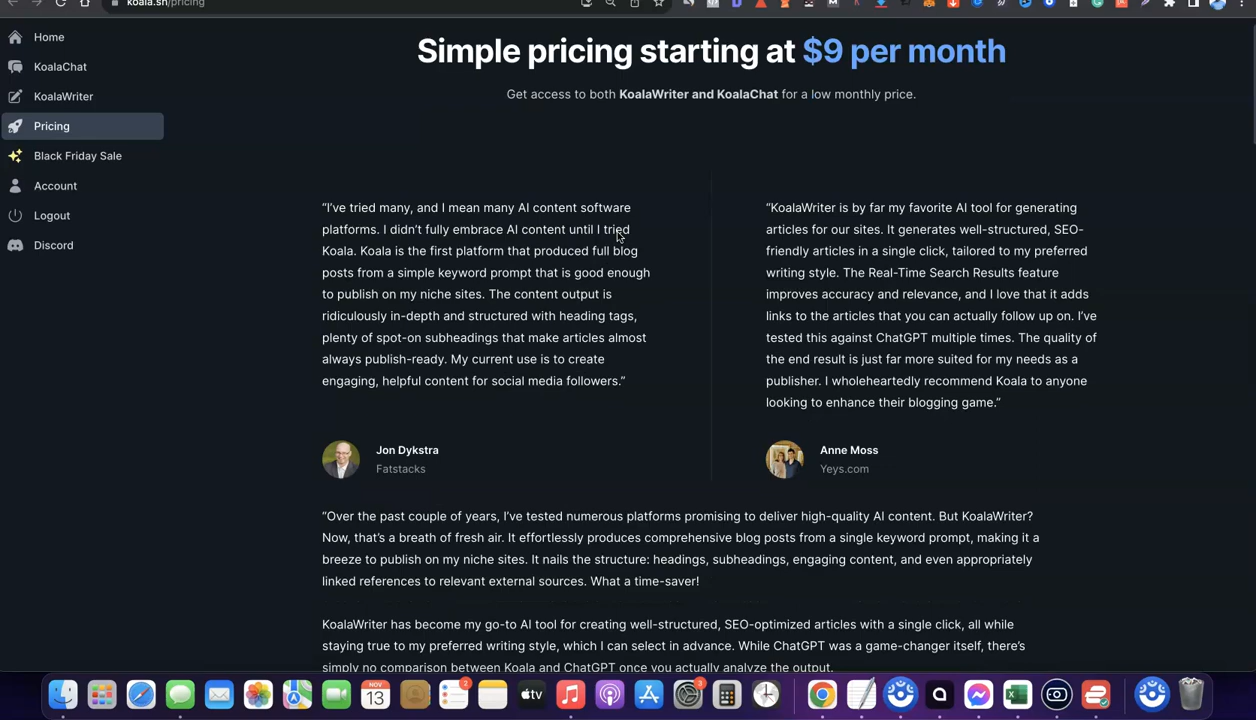 koala.sh/pricing
Home
KoalaChat
KoalaWriter
Pricing
Black Friday Sale
Account
Logout
Discord
Simple pricing starting at $9 per month
Get access to both KoalaWriter and KoalaChat for a low monthly price.
“I’ve tried many, and I mean many AI content software
platforms. I didn’t fully embrace AI content until I tried
Koala. Koala is the first platform that produced full blog
posts from a simple keyword prompt that is good enough
to publish on my niche sites. The content output is
ridiculously in-depth and structured with heading tags,
plenty of spot-on subheadings that make articles almost
always publish-ready. My current use is to create
engaging, helpful content for social media followers.”
Jon Dykstra
Fatstacks
“KoalaWriter is by far my favorite AI tool for generating
articles for our sites. It generates well-structured, SEO-
friendly articles in a single click, tailored to my preferred
writing style. The Real-Time Search Results feature
improves accuracy and relevance, and I love that it adds
links to the articles that you can actually follow up on. I’ve
tested this against ChatGPT multiple times. The quality of
the end result is just far more suited for my needs as a
publisher. I wholeheartedly recommend Koala to anyone
looking to enhance their blogging game.”
Anne Moss
Yeys.com
“Over the past couple of years, I’ve tested numerous platforms promising to deliver high-quality AI content. But KoalaWriter?
Now, that’s a breath of fresh air. It effortlessly produces comprehensive blog posts from a single keyword prompt, making it a
breeze to publish on my niche sites. It nails the structure: headings, subheadings, engaging content, and even appropriately
linked references to relevant external sources. What a time-saver!
KoalaWriter has become my go-to AI tool for creating well-structured, SEO-optimized articles with a single click, all while
staying true to my preferred writing style, which I can select in advance. While ChatGPT was a game-changer itself, there’s
simply no comparison between Koala and ChatGPT once you actually analyze the output.
NOV
13
2
tv
3